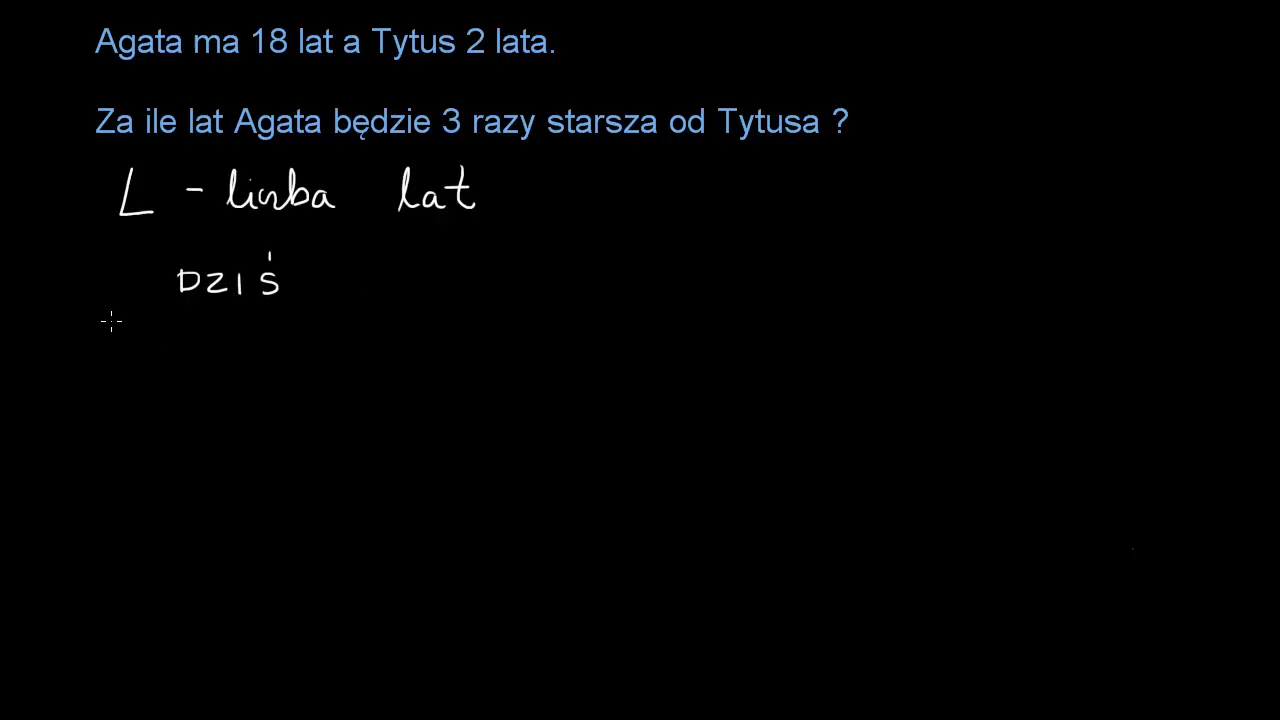 Agata ma 18 lat a Tytus 2 lata.
Za ile lat Agata będzie 3 razy starsza od Tytusa ?
L - liczba lat
DZIŚ